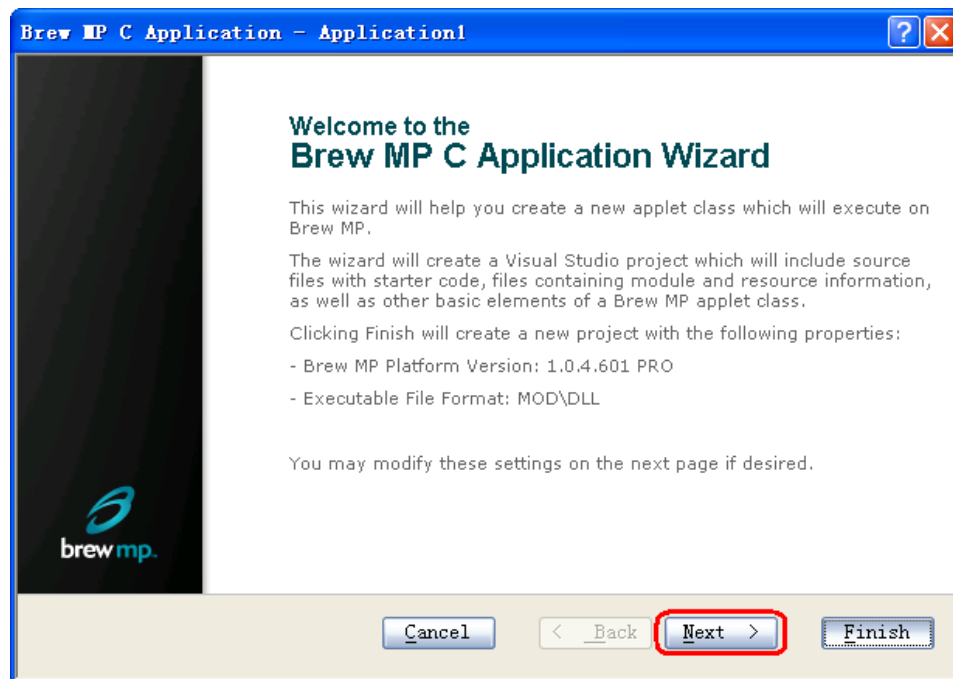 Brew MP C Application - Application1
?
X
Welcome to the
Brew MP C Application Wizard
This wizard will help you create a new applet class which will execute on
Brew MP.
The wizard will create a Visual Studio project which will include source
files with starter code, files containing module and resource information,
as well as other basic elements of a Brew MP applet class.
Clicking Finish will create a new project with the following properties:
- Brew MP Platform Version: 1.0.4.601 PRO
- Executable File Format: MOD\DLL
You may modify these settings on the next page if desired.
brewmp.
Cancel < Back Next > Finish